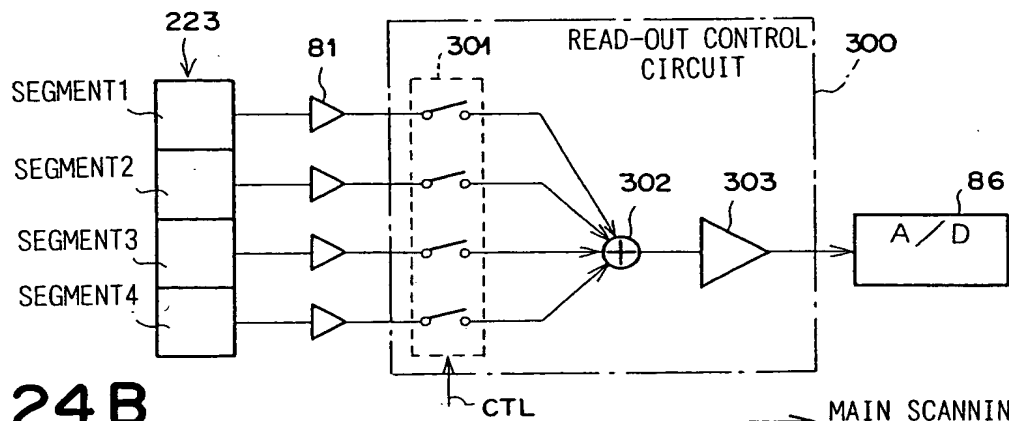 223
81
301
READ-OUT CONTROL
CIRCUIT
300
SEGMENT1
SEGMENT2
SEGMENT3
SEGMENT4
302
303
86
A/D
24B
CTL
MAIN SCANNIN